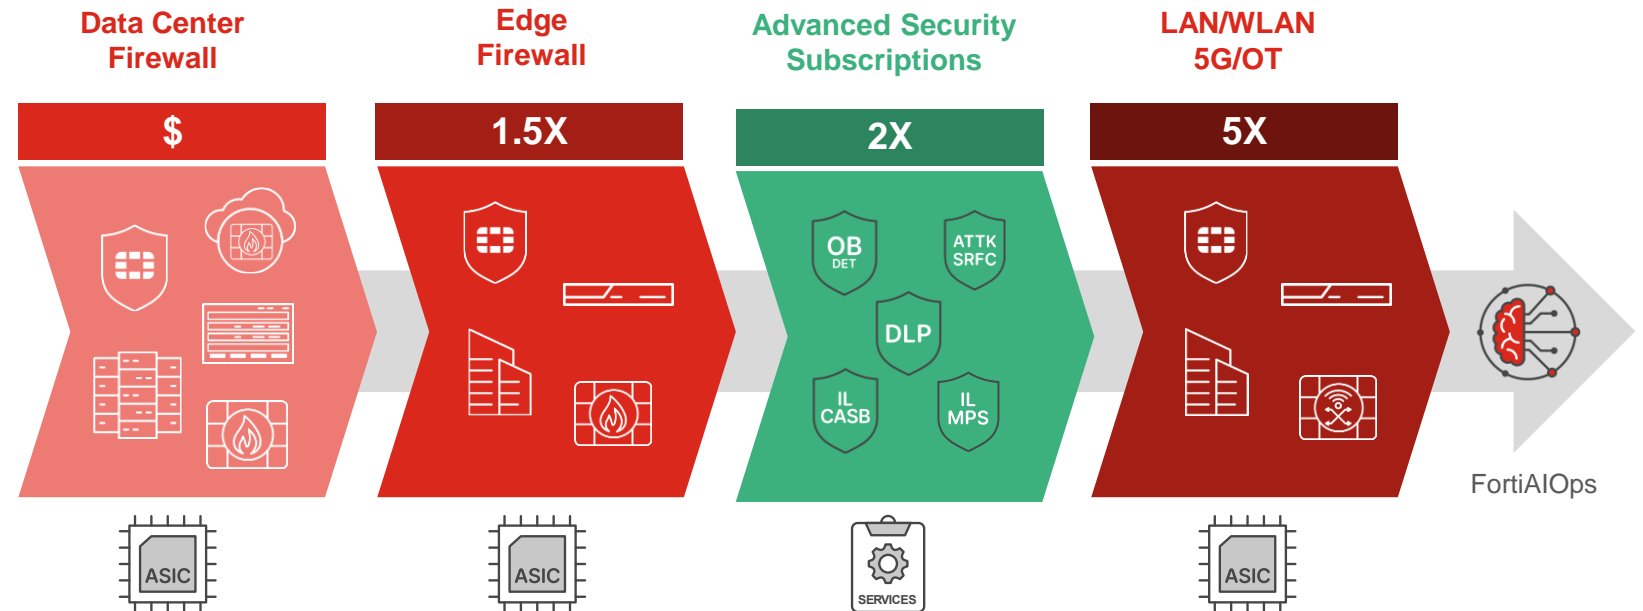 Data Center
Firewall
Edge
Firewall
Advanced Security
Subscriptions
LAN/WLAN
5G/OT
$
1.5X
2X
5X
OB
DET
ATTK
SRFC
DLP
IL
CASB
IL
MPS
FortiAIOps
ASIC
ASIC
SERVICES
ASIC